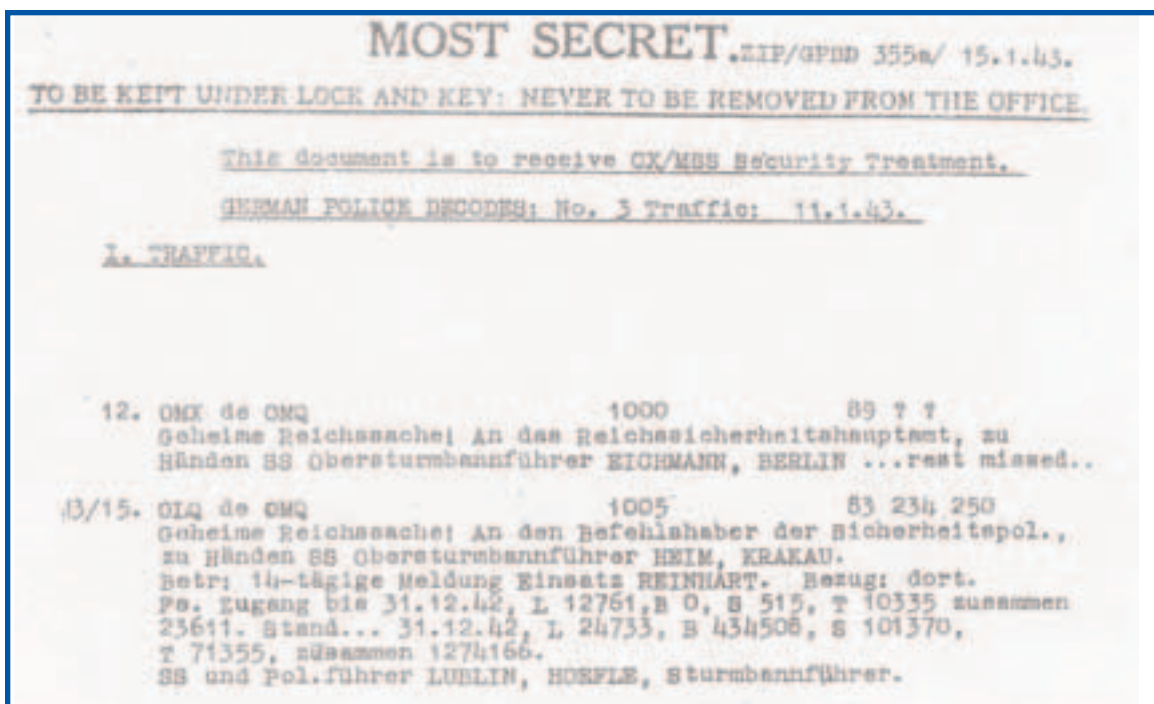 MOST SECRET. ZIP/GPDD 355a/ 15.1.43.
TO BE KEPT UNDER LOCK AND KEY: NEVER TO BE REMOVED FROM THE OFFICE.
This document is to receive CX/MSS Security Treatment.
GERMAN POLICE DECODES: No. 3 Traffic: 11.1.43.
I. TRAFFIC.
12. OMX de OMQ 1000 89 ? ?
Geheime Reichssache! An das Reichssicherheitshauptamt, zu
Händen SS Obersturmbannführer EICHMANN, BERLIN ...rest missed..
13/15. OLQ de OMQ 1005 83 234 250
Geheime Reichssache! An den Befehlshaber der Sicherheitspol.,
zu Händen SS Obersturmbannführer HEIM, KRAKAU.
Betr: 14-tägige Meldung Einsatz REINHART. Bezug: dort.
Fs. Zugang bis 31.12.42, L 12761, B 0, S 515, T 10335 zusammen
23611. Stand... 31.12.42, L 24733, B 434508, S 101370,
T 71355, zusammen 1274166.
SS und Pol.führer LUBLIN, HOEFLE, Sturmbannführer.